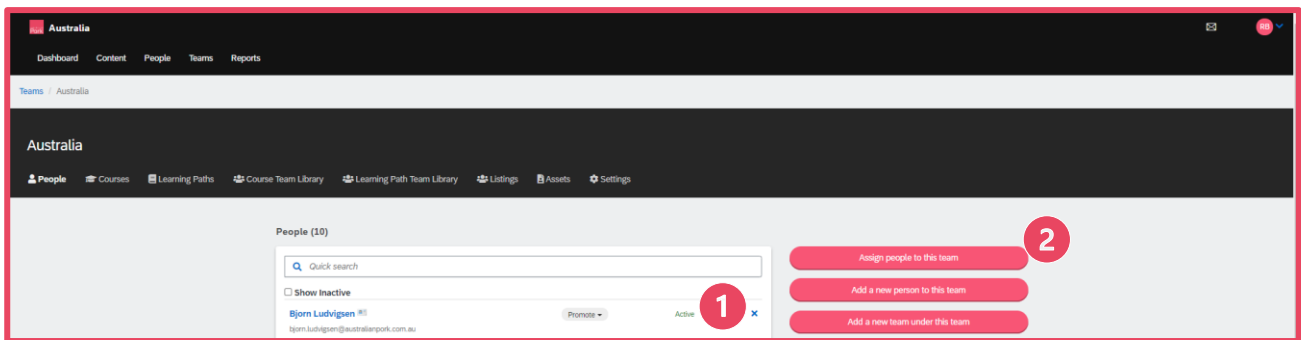 Pork Australia
RB
Dashboard Content People Teams Reports
Teams / Australia
Australia
People Courses Learning Paths Course Team Library Learning Path Team Library Listings Assets Settings
People (10)
Quick search
Show Inactive
Bjorn Ludvigsen Promote Active 1 ×
bjorn.ludvigsen@australianpork.com.au
2
Assign people to this team
Add a new person to this team
Add a new team under this team